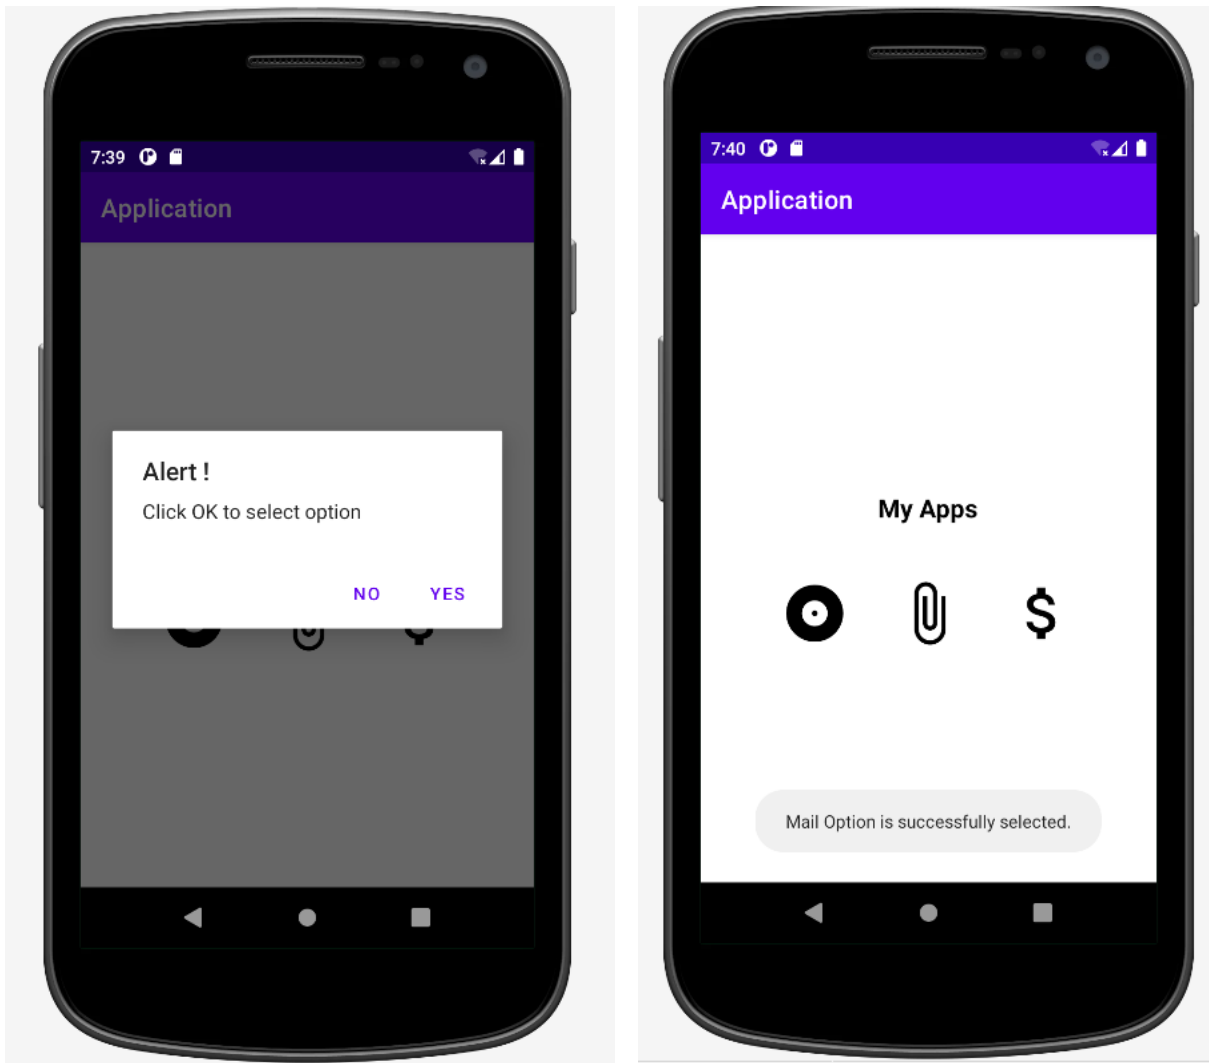 7:39
Application
Alert !
Click OK to select option
NO YES
7:40
Application
My Apps
$
Mail Option is successfully selected.